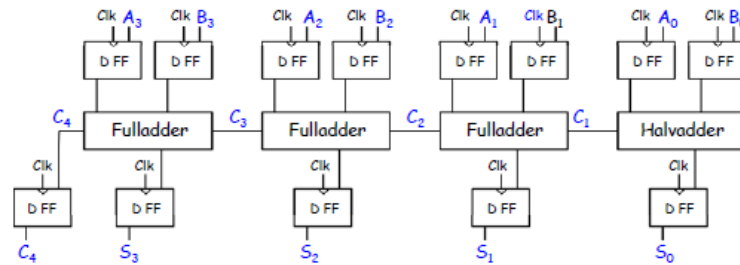 Clk A3 Clk B3 Clk A2 Clk B2 Clk A1 Clk B1 Clk A0 Clk
D FF D FF D FF D FF D FF D FF D FF D FF
C4 Fulladder C3 Fulladder C2 Fulladder C1 Halvadder
Clk Clk Clk Clk Clk
D FF D FF D FF D FF D FF
C4 S3 S2 S1 S0